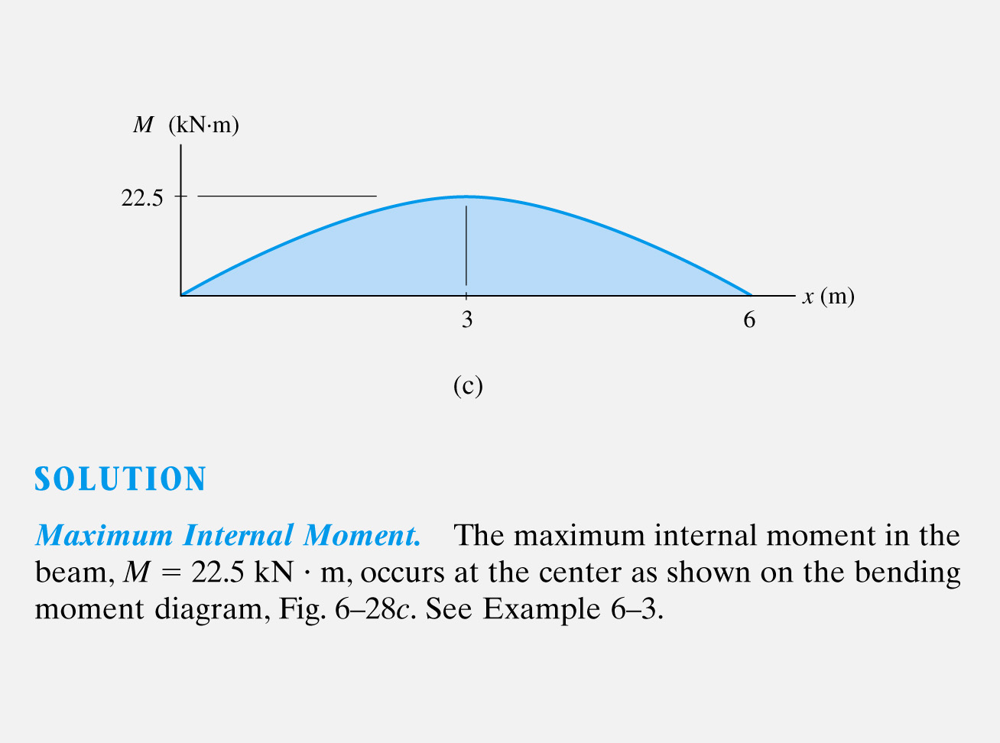 M (kN·m)
22.5
x (m)
3 6
(c)
SOLUTION
Maximum Internal Moment. The maximum internal moment in the
beam, M = 22.5 kN · m, occurs at the center as shown on the bending
moment diagram, Fig. 6–28c. See Example 6–3.